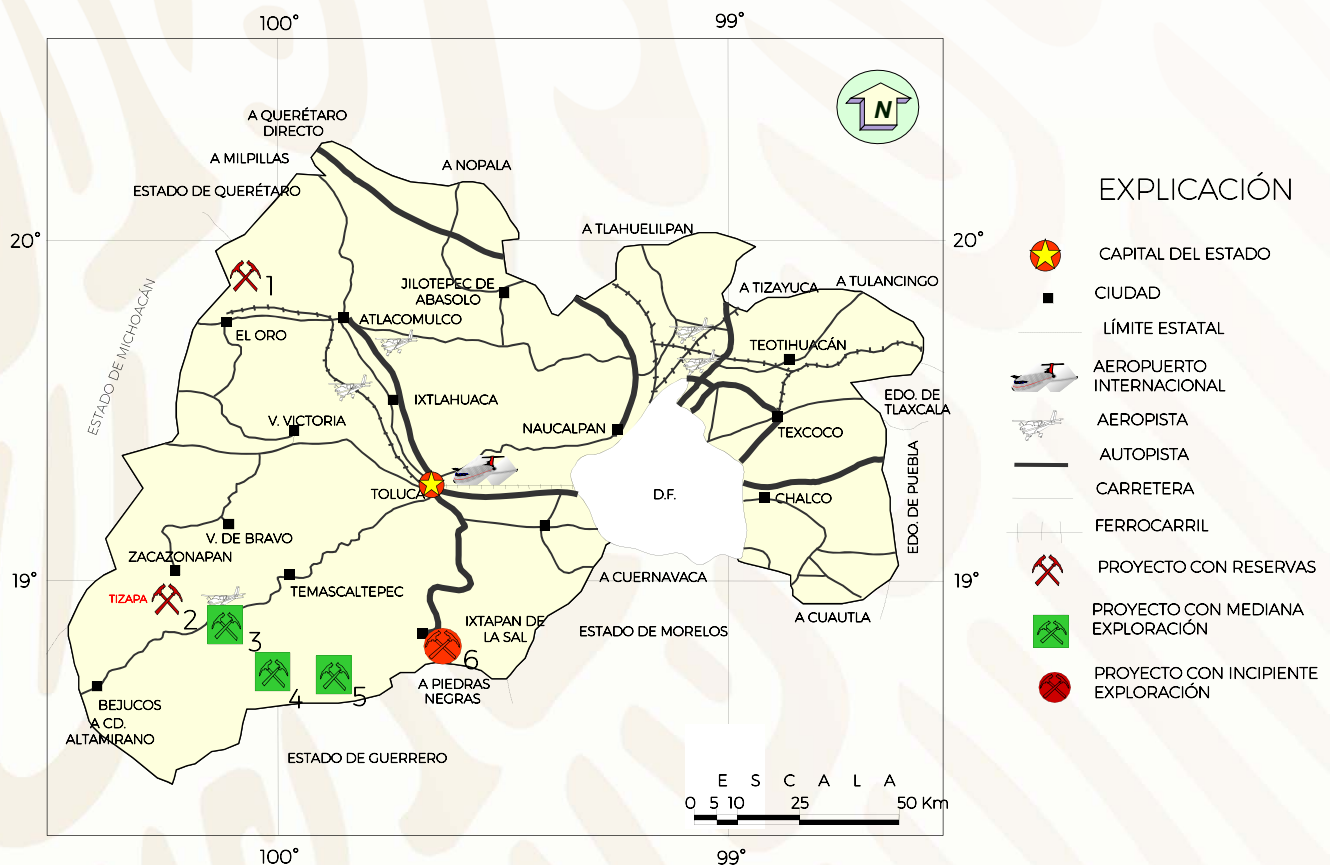 100°
99°
N
A QUERÉTARO
DIRECTO
A MILPILLAS
A NOPALA
ESTADO DE QUERÉTARO
20°
20°
A TLAHUELILPAN
ESTADO DE MICHOACÁN
1
JILOTEPEC DE
ABASOLO
A TIZAYUCA
A TULANCINGO
EL ORO
ATLACOMULCO
TEOTIHUACÁN
IXTLAHUACA
EDO. DE
TLAXCALA
V. VICTORIA
NAUCALPAN
TEXCOCO
TOLUCA
D.F.
CHALCO
EDO. DE PUEBLA
V. DE BRAVO
ZACAZONAPAN
19°
19°
TIZAPA
TEMASCALTEPEC
A CUERNAVACA
2
3
IXTAPAN DE
LA SAL
A CUAUTLA
ESTADO DE MORELOS
6
4
5
A PIEDRAS
NEGRAS
BEJUCOS
A CD.
ALTAMIRANO
ESTADO DE GUERRERO
E S C A L A
0 5 10 25 50 Km
100°
99°
EXPLICACIÓN
CAPITAL DEL ESTADO
CIUDAD
LÍMITE ESTATAL
AEROPUERTO
INTERNACIONAL
AEROPISTA
AUTOPISTA
CARRETERA
FERROCARRIL
PROYECTO CON RESERVAS
PROYECTO CON MEDIANA
EXPLORACIÓN
PROYECTO CON INCIPIENTE
EXPLORACIÓN